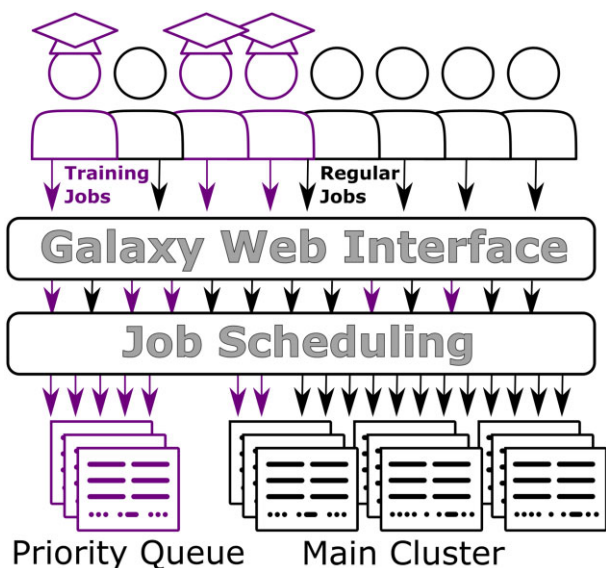 Training
Jobs
Regular
Jobs
Galaxy Web Interface
Job Scheduling
Priority Queue
Main Cluster